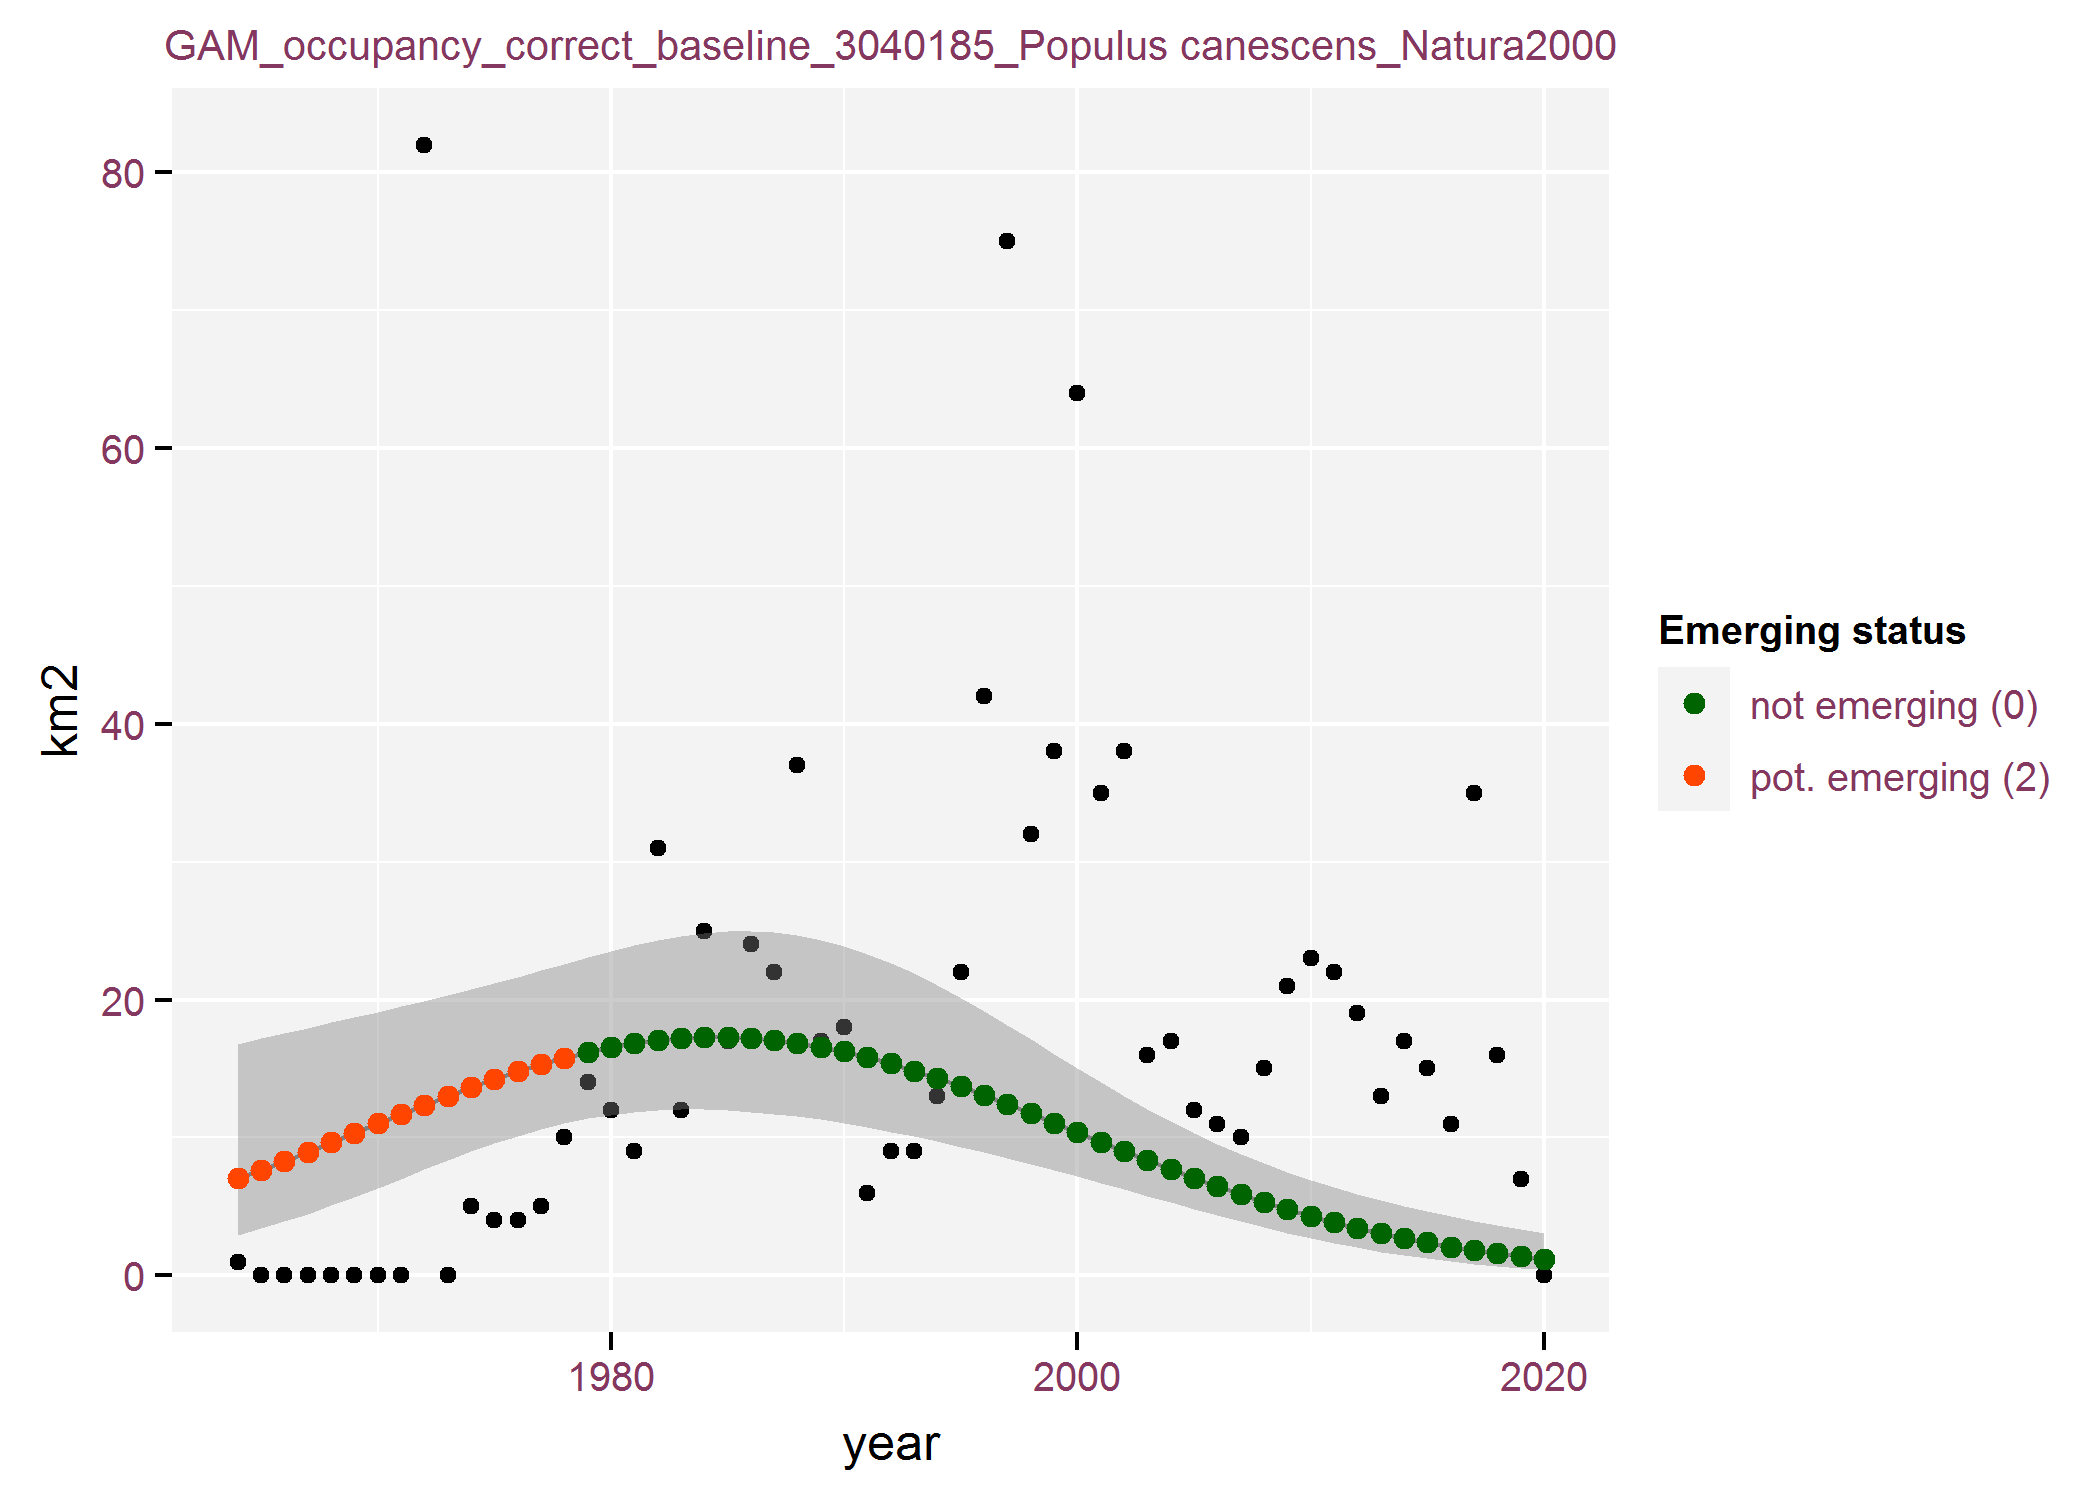 GAM_occupancy_correct_baseline_3040185_Populus canescens_Natura2000
80
60
40
20
0
km2
1980
2000
2020
year
Emerging status
not emerging (0)
pot. emerging (2)